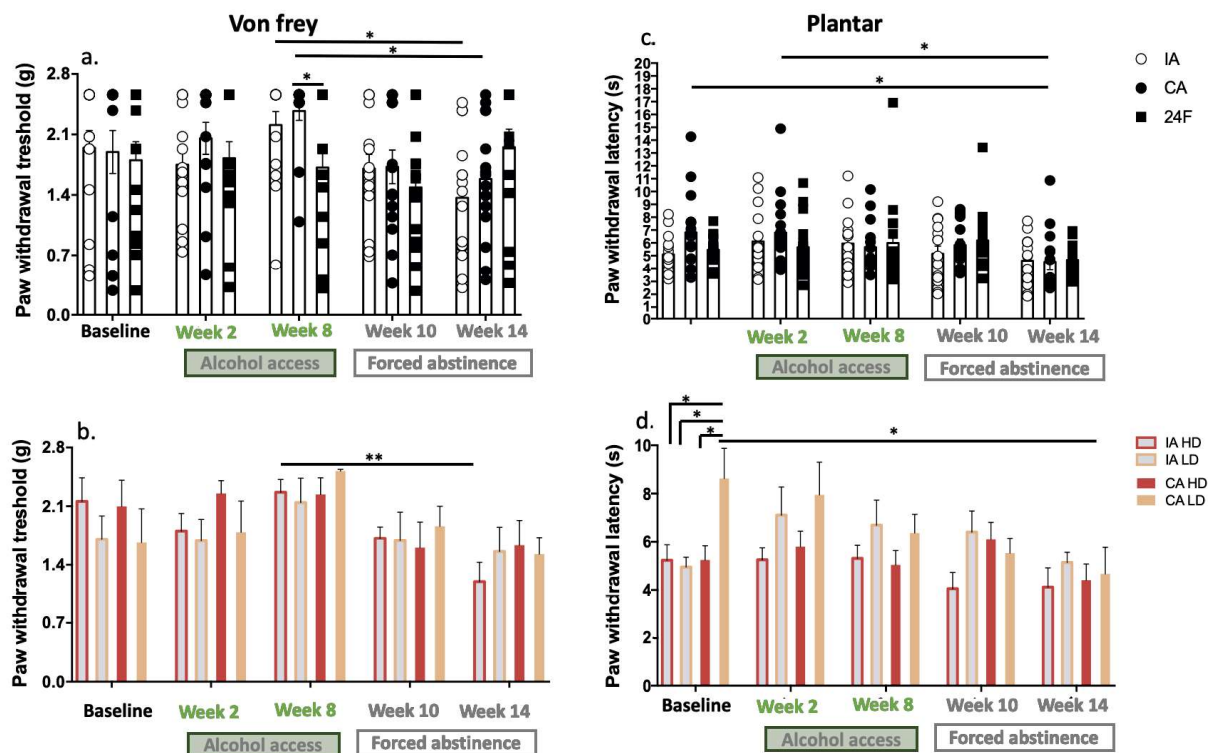 Von frey
a.
Paw withdrawal treshold (g)
2.8
2.1
1.4
0.7
0.0
*
*
*
Baseline
Week 2
Week 8
Week 10
Week 14
Alcohol access
Forced abstinence
Plantar
c.
Paw withdrawal latency (s)
20
19
18
17
16
15
14
13
12
11
10
9
8
7
6
5
4
3
2
1
0
*
*
Week 2
Week 8
Week 10
Week 14
Alcohol access
Forced abstinence
IA
CA
24F
b.
Paw withdrawal treshold (g)
2.8
2.1
1.4
0.7
0.0
**
Baseline
Week 2
Week 8
Week 10
Week 14
Alcohol access
Forced abstinence
d.
Paw withdrawal latency (s)
10
8
6
4
2
0
*
*
*
*
Baseline
Week 2
Week 8
Week 10
Week 14
Alcohol access
Forced abstinence
IA HD
IA LD
CA HD
CA LD